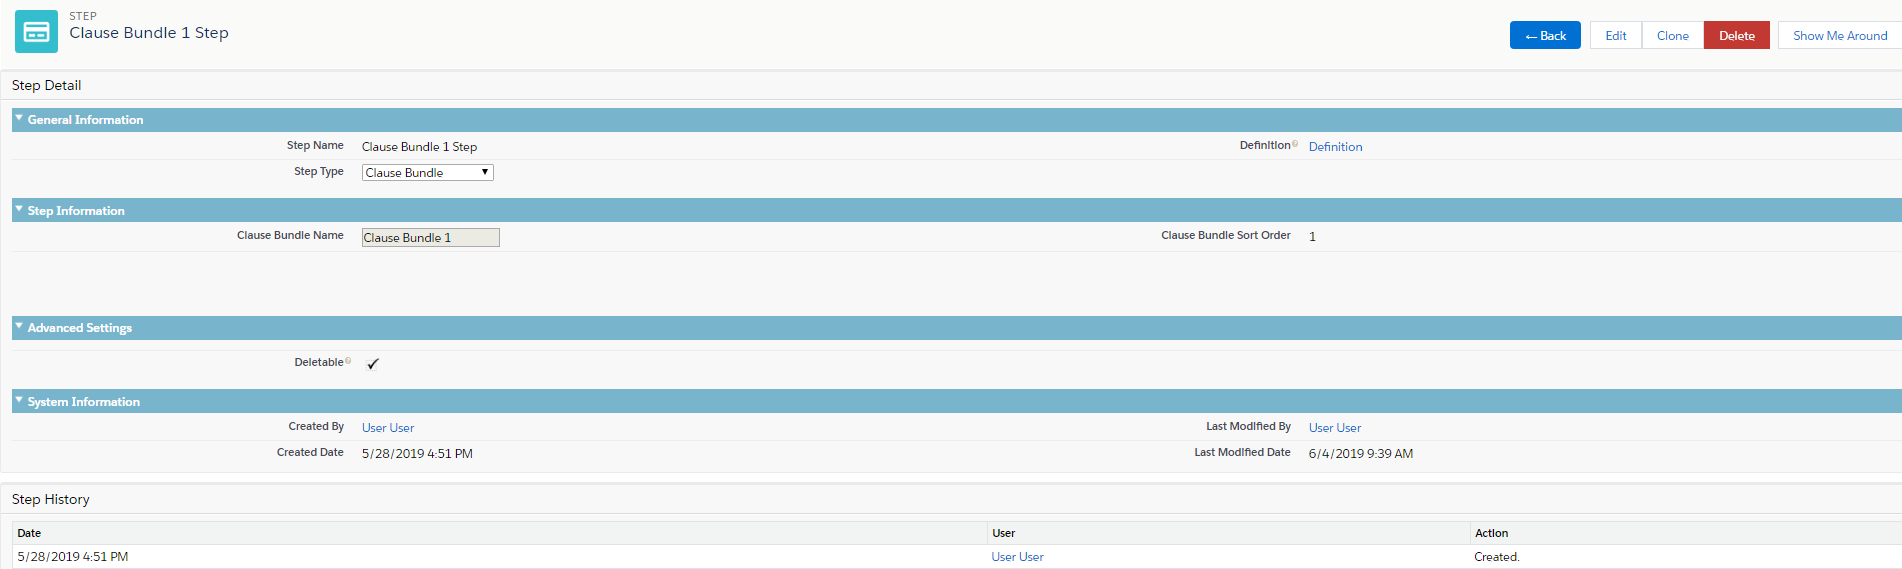 STEP
Clause Bundle 1 Step
←Back Edit Clone Delete Show Me Around
Step Detail
General Information
Step Name Clause Bundle 1 Step Definition Definition
Step Type Clause Bundle
Step Information
Clause Bundle Name Clause Bundle 1 Clause Bundle Sort Order 1
Advanced Settings
Deletable ✓
System Information
Created By User User Last Modified By User User
Created Date 5/28/2019 4:51 PM Last Modified Date 6/4/2019 9:39 AM
Step History
Date User Action
5/28/2019 4:51 PM User User Created.